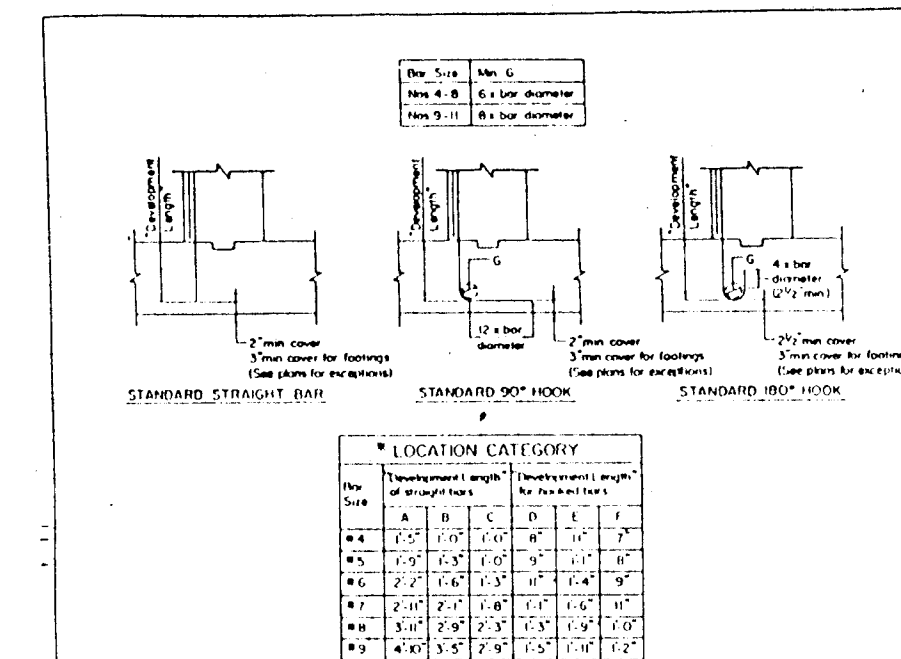 Bar Size Min G
Nos 4-8 6 x bar diameter
Nos 9-11 8 x bar diameter
"Development Length"
"Development Length"
"Development Length"
G
G
4 x bar
diameter
(2½" min)
12 x bar
diameter
2" min cover
3" min cover for footings
(See plans for exceptions)
2" min cover
3" min cover for footings
(See plans for exceptions)
2½" min cover
3" min cover for footin
(See plans for excepti
STANDARD STRAIGHT BAR
STANDARD 90° HOOK
STANDARD 180° HOOK
* LOCATION CATEGORY
Bar Size
"Development Length" of straight bars
"Development Length" for hooked bars
A B C D E F
#4 1'-5" 1'-0" 1'-0" 8" 11" 7"
#5 1'-9" 1'-3" 1'-0" 9" 1'-1" 8"
#6 2'-2" 1'-6" 1'-3" 11" 1'-4" 9"
#7 2'-11" 2'-1" 1'-8" 1'-1" 1'-6" 11"
#8 3'-11" 2'-9" 2'-3" 1'-3" 1'-9" 1'-0"
#9 4'-10" 3'-5" 2'-9" 1'-5" 1'-11" 1'-2"